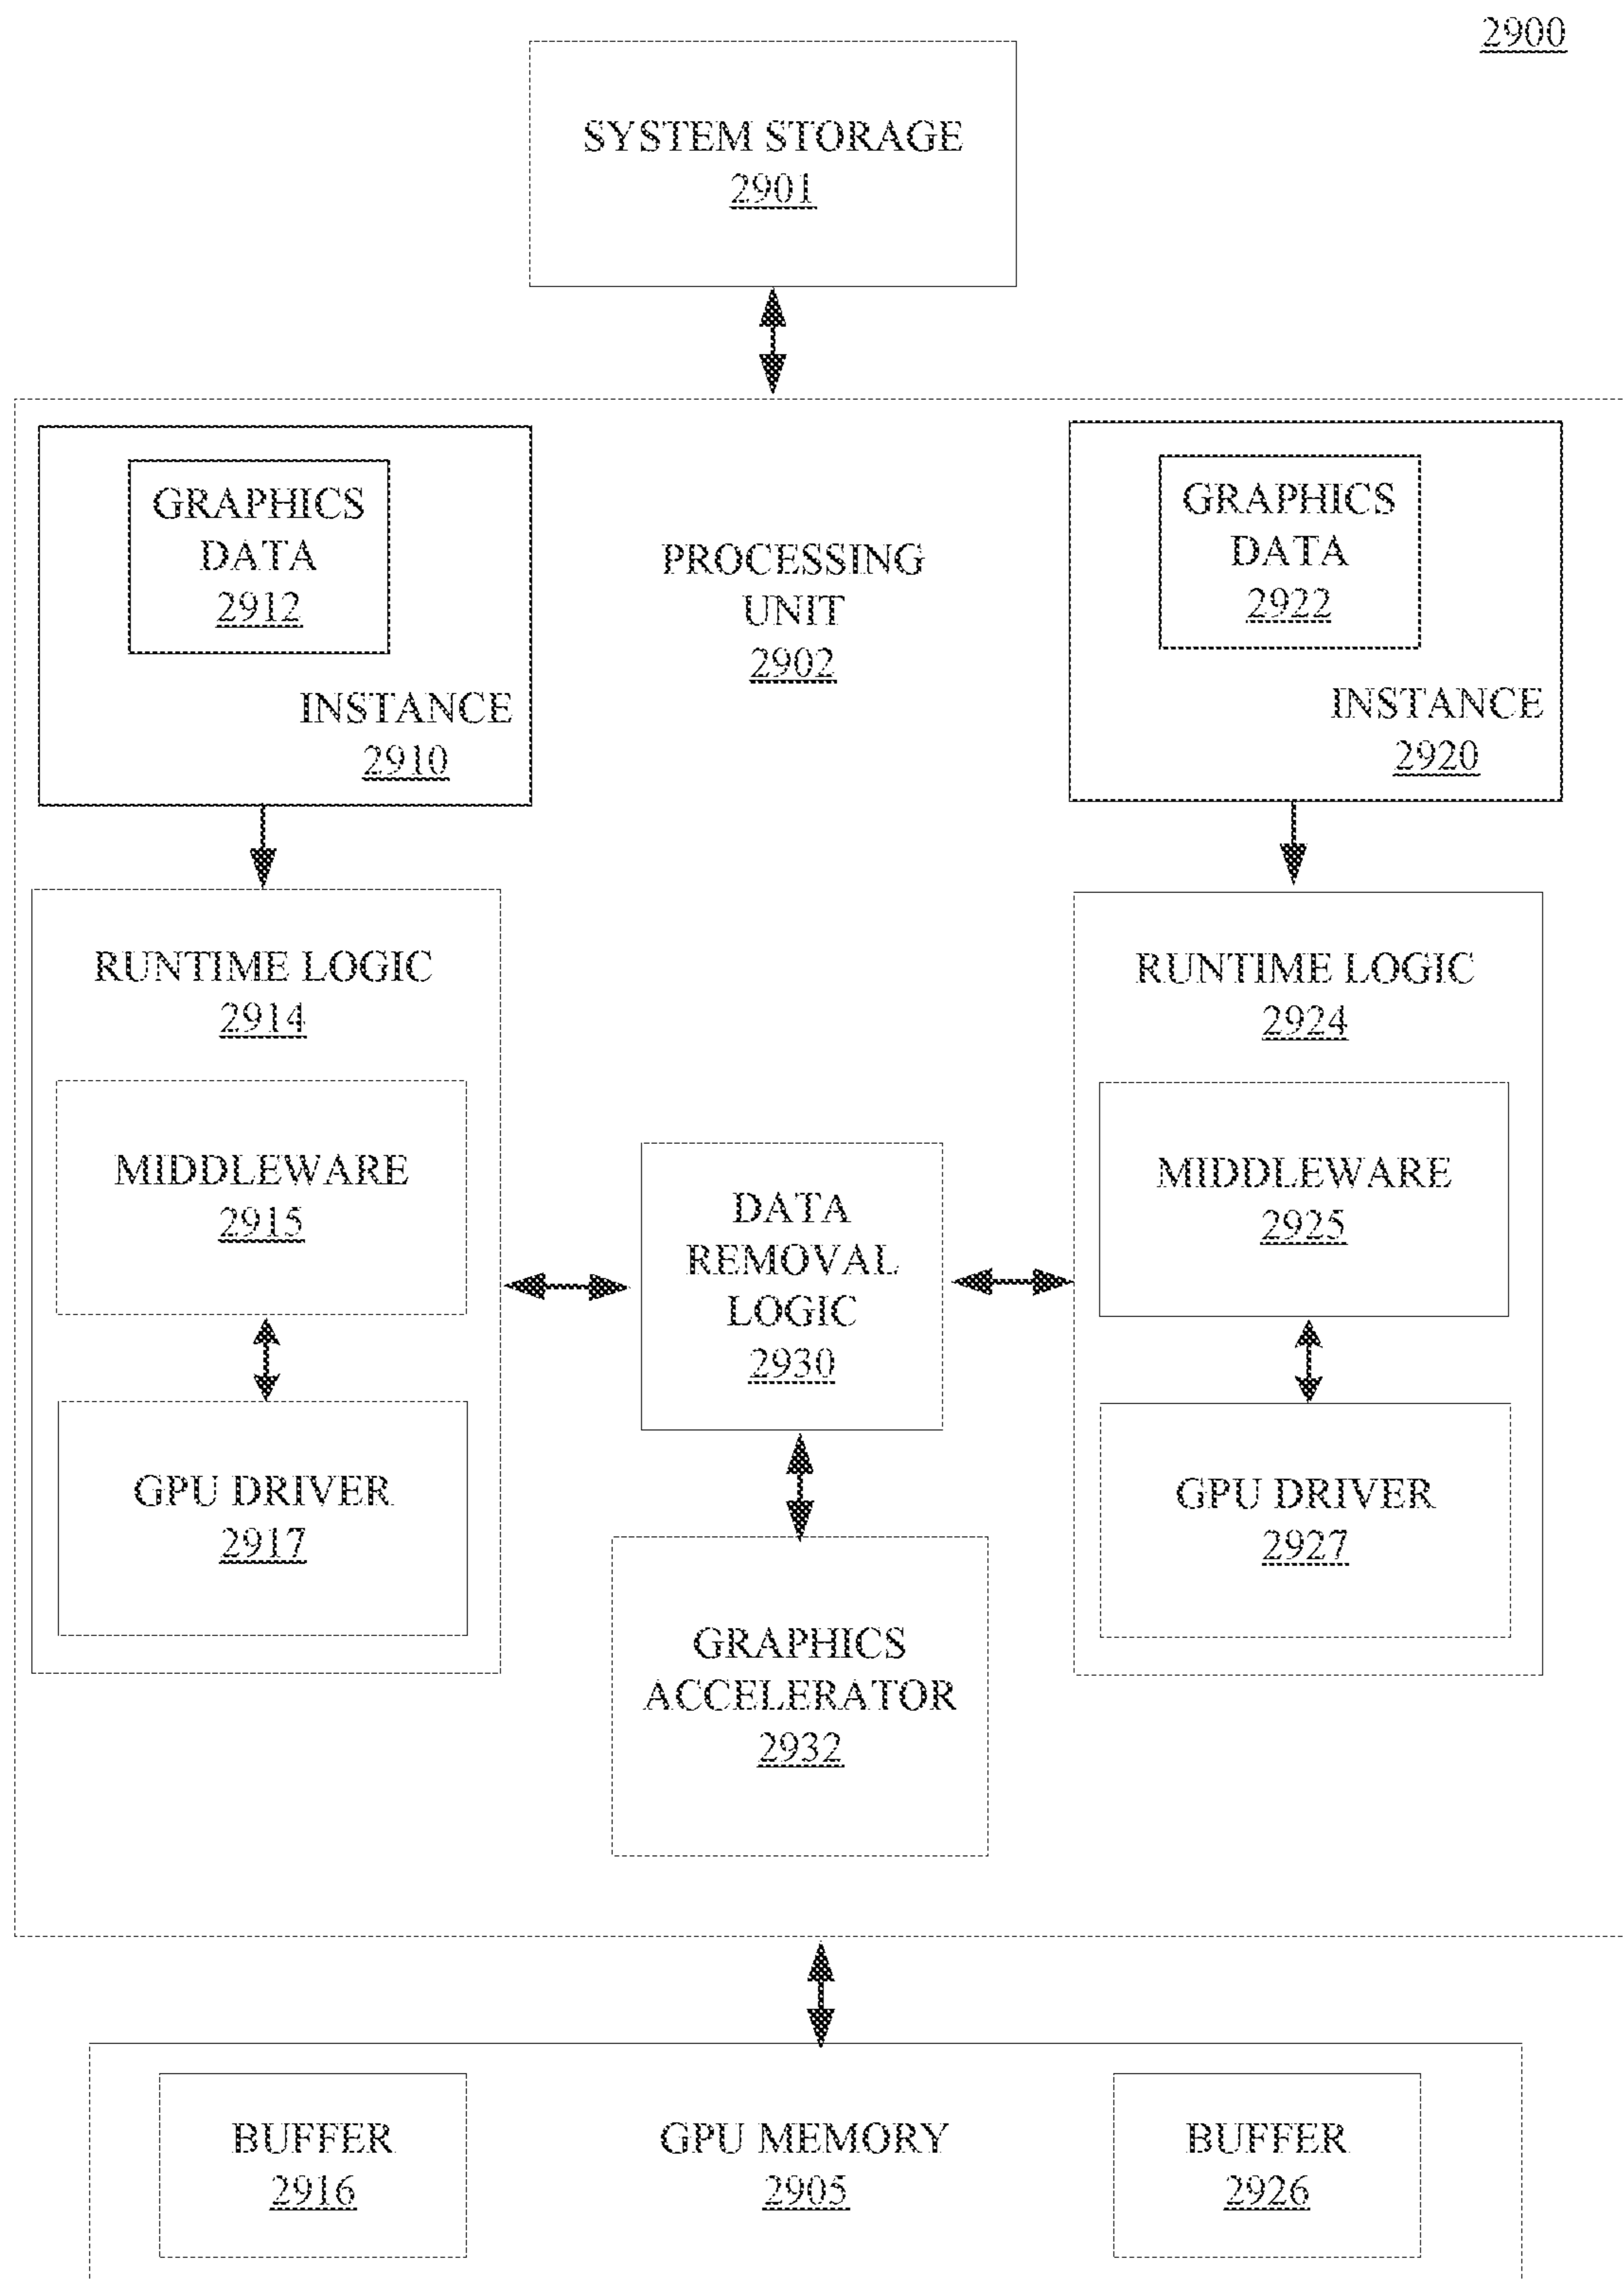 2900
SYSTEM STORAGE
2901
GRAPHICS
DATA
2912
INSTANCE
2910
PROCESSING
UNIT
2902
GRAPHICS
DATA
2922
INSTANCE
2920
RUNTIME LOGIC
2914
MIDDLEWARE
2915
GPU DRIVER
2917
DATA
REMOVAL
LOGIC
2930
GRAPHICS
ACCELERATOR
2932
RUNTIME LOGIC
2924
MIDDLEWARE
2925
GPU DRIVER
2927
BUFFER
2916
GPU MEMORY
2905
BUFFER
2926